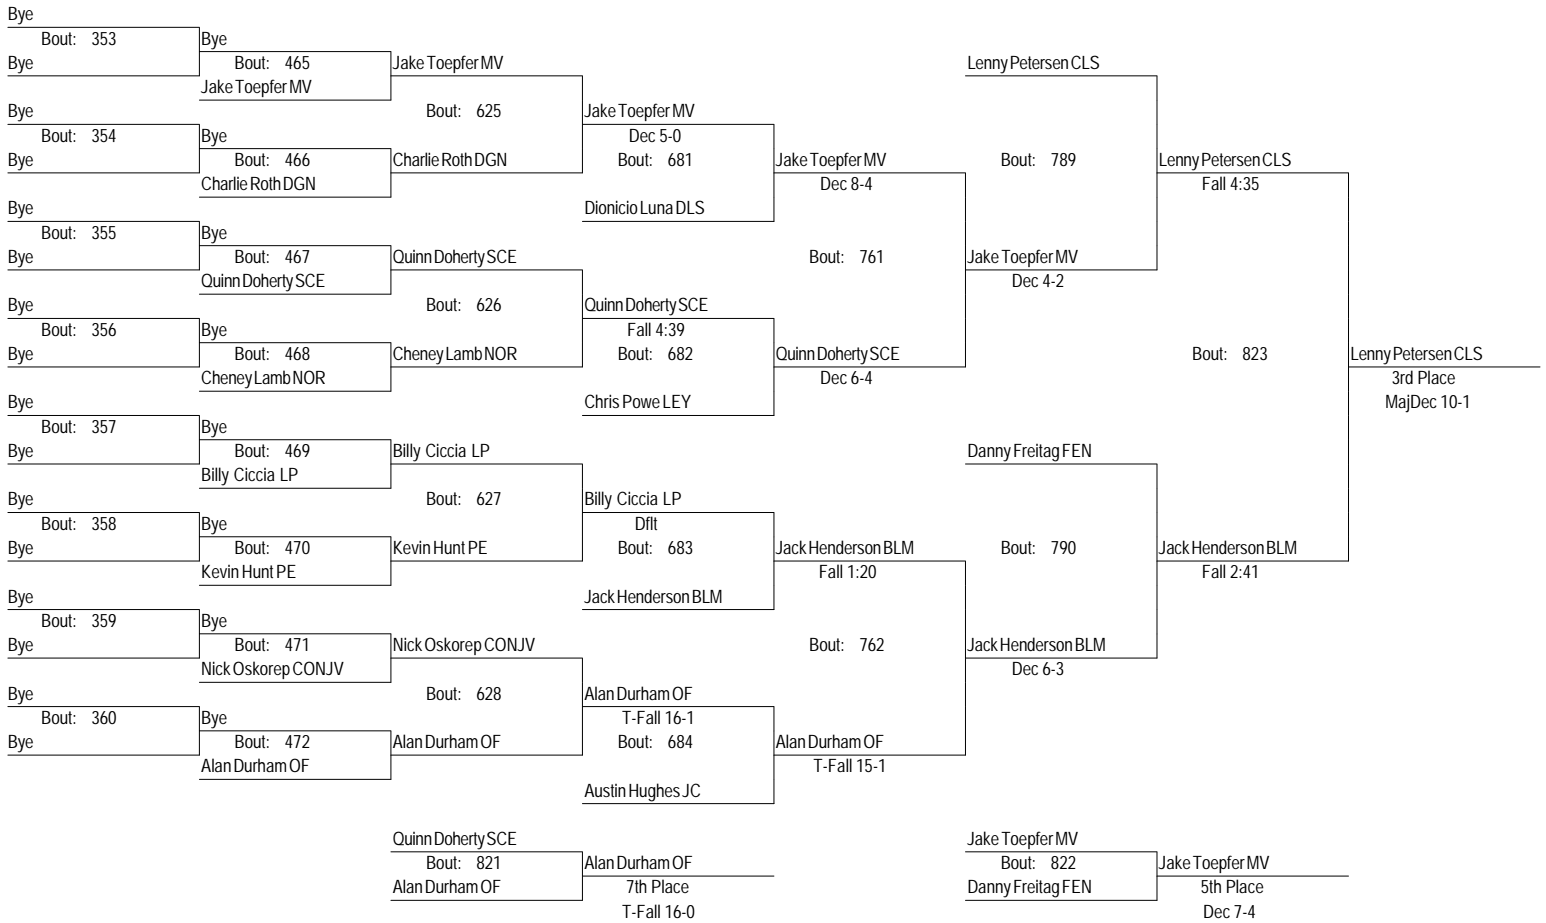 Bye
Bout: 353
Bye
Bye
Bout: 465
Jake Toepfer MV
Bye
Bout: 354
Bye
Bye
Bout: 466
Charlie Roth DGN
Bye
Bout: 355
Bye
Bye
Bout: 467
Quinn Doherty SCE
Bye
Bout: 356
Bye
Bye
Bout: 468
Cheney Lamb NOR
Bye
Bout: 357
Bye
Bye
Bout: 469
Billy Ciccia LP
Bye
Bout: 358
Bye
Bye
Bout: 470
Kevin Hunt PE
Bye
Bout: 359
Bye
Bye
Bout: 471
Nick Oskorep CONJV
Bye
Bout: 360
Bye
Bye
Bout: 472
Alan Durham OF
Jake Toepfer MV
Bout: 625
Charlie Roth DGN
Quinn Doherty SCE
Bout: 626
Cheney Lamb NOR
Billy Ciccia LP
Bout: 627
Kevin Hunt PE
Nick Oskorep CONJV
Bout: 628
Alan Durham OF
Jake Toepfer MV
Dec 5-0
Bout: 681
Dionicio Luna DLS
Quinn Doherty SCE
Fall 4:39
Bout: 682
Chris Powe LEY
Billy Ciccia LP
Dflt
Bout: 683
Jack Henderson BLM
Alan Durham OF
T-Fall 16-1
Bout: 684
Austin Hughes JC
Jake Toepfer MV
Dec 8-4
Bout: 761
Quinn Doherty SCE
Dec 6-4
Jack Henderson BLM
Fall 1:20
Bout: 762
Alan Durham OF
T-Fall 15-1
Lenny Petersen CLS
Bout: 789
Jake Toepfer MV
Dec 4-2
Danny Freitag FEN
Bout: 790
Jack Henderson BLM
Dec 6-3
Lenny Petersen CLS
Fall 4:35
Bout: 823
Jack Henderson BLM
Fall 2:41
Lenny Petersen CLS
3rd Place
MajDec 10-1
Quinn Doherty SCE
Bout: 821
Alan Durham OF
Alan Durham OF
7th Place
T-Fall 16-0
Jake Toepfer MV
Bout: 822
Danny Freitag FEN
Jake Toepfer MV
5th Place
Dec 7-4